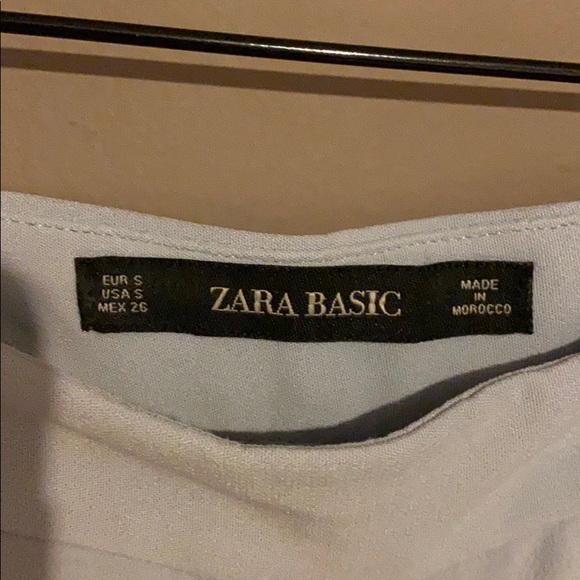 EUR S
USA S
MEX 26
ZARA BASIC
MADE
IN
MOROCCO